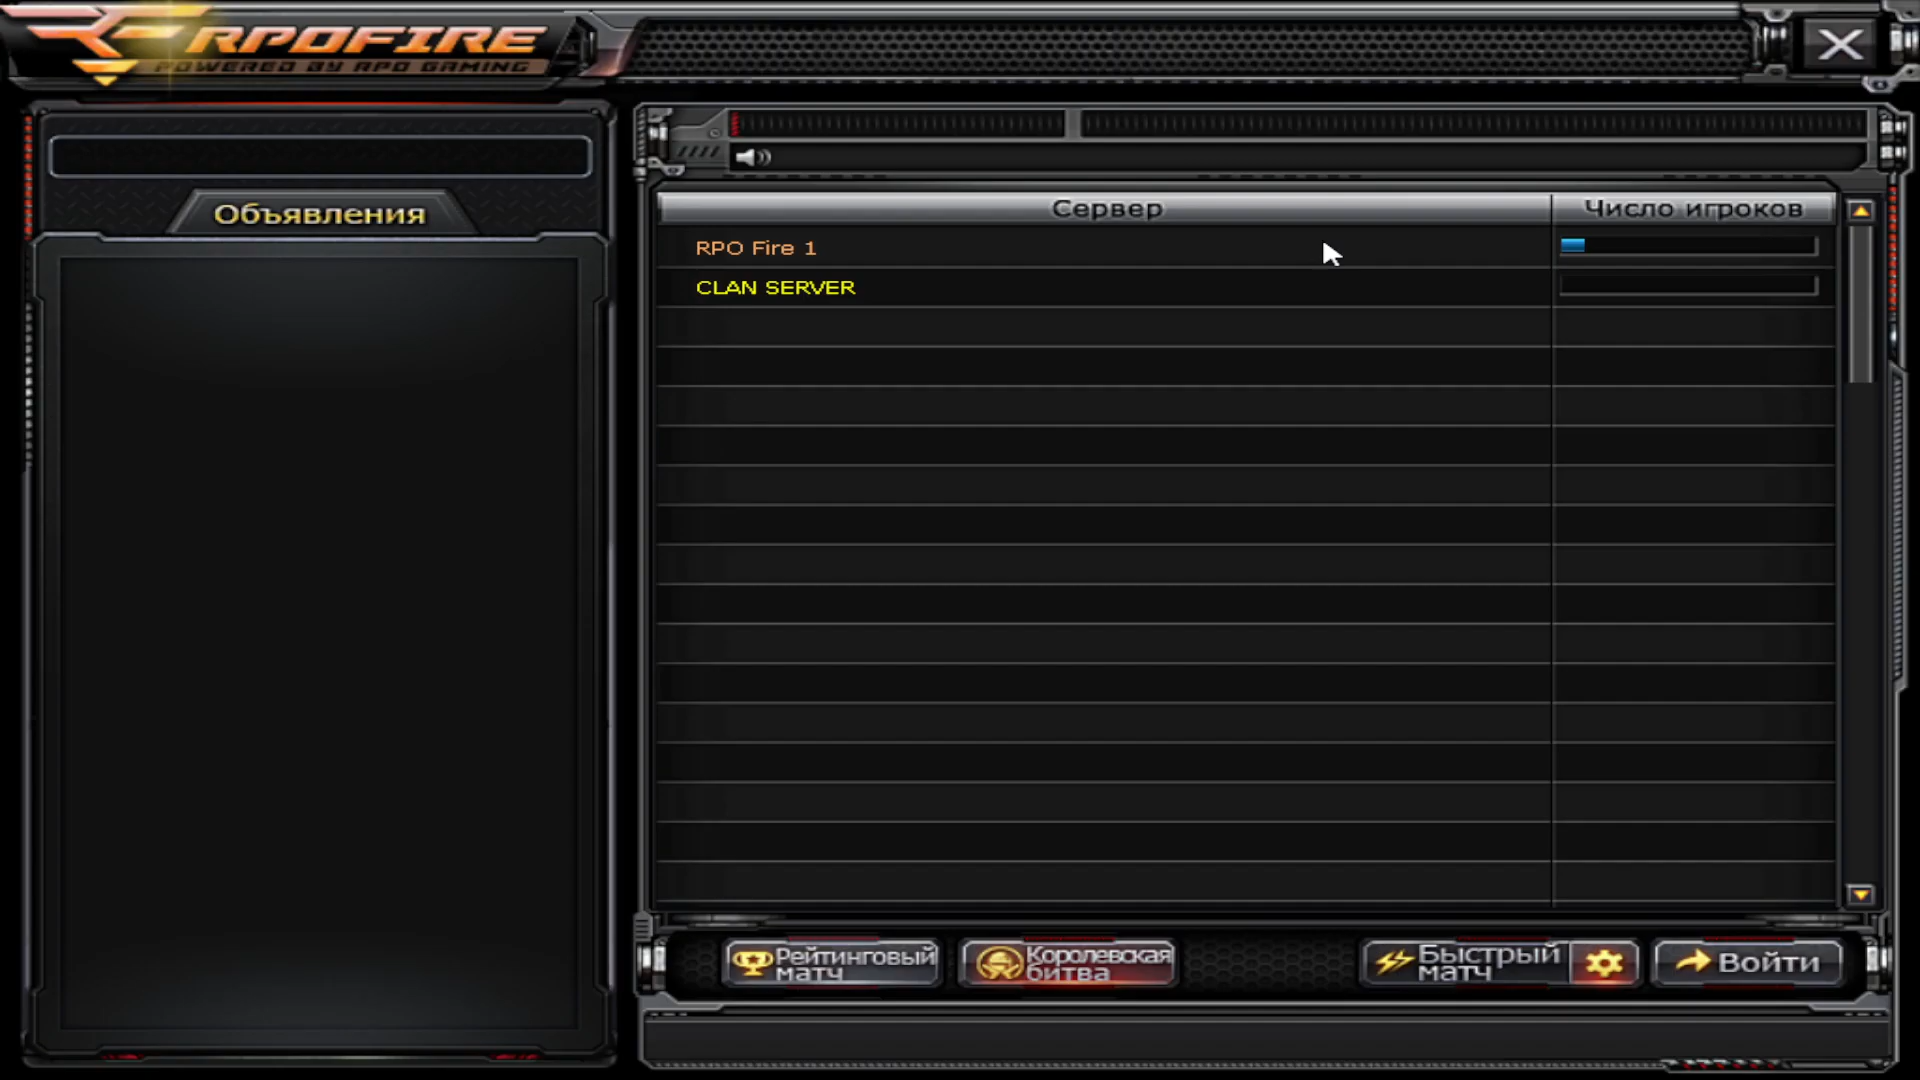 RPOFIRE
POWERED BY RPO GAMING
Объявления
Сервер
Число игроков
RPO Fire 1
CLAN SERVER
Рейтинговый
матч
Королевская
битва
Быстрый
матч
Войти